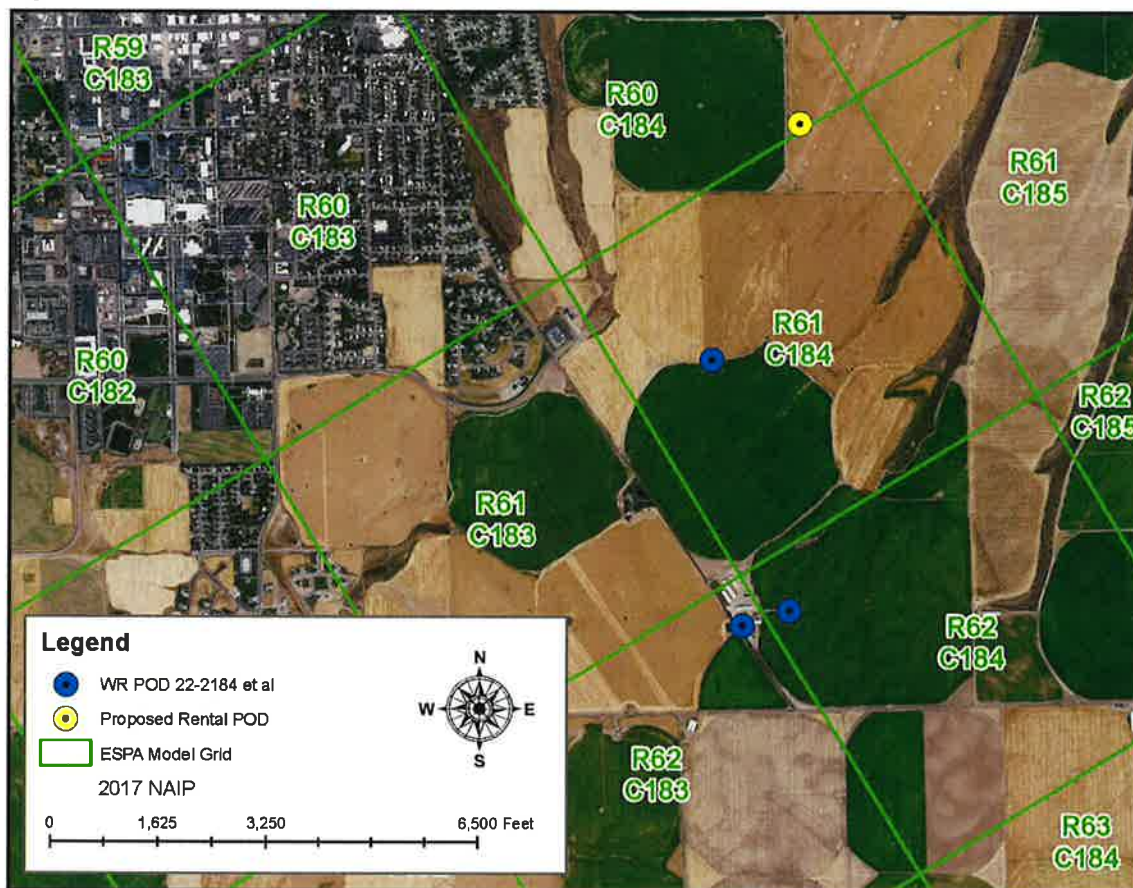 R59
C183
R60
C184
R61
C185
R60
C183
R61
C184
R60
C182
R62
C185
R61
C183
R62
C184
R62
C183
R63
C184
Legend
WR POD 22-2184 et al
Proposed Rental POD
ESPA Model Grid
2017 NAIP
N
W E
S
0 1,625 3,250 6,500 Feet